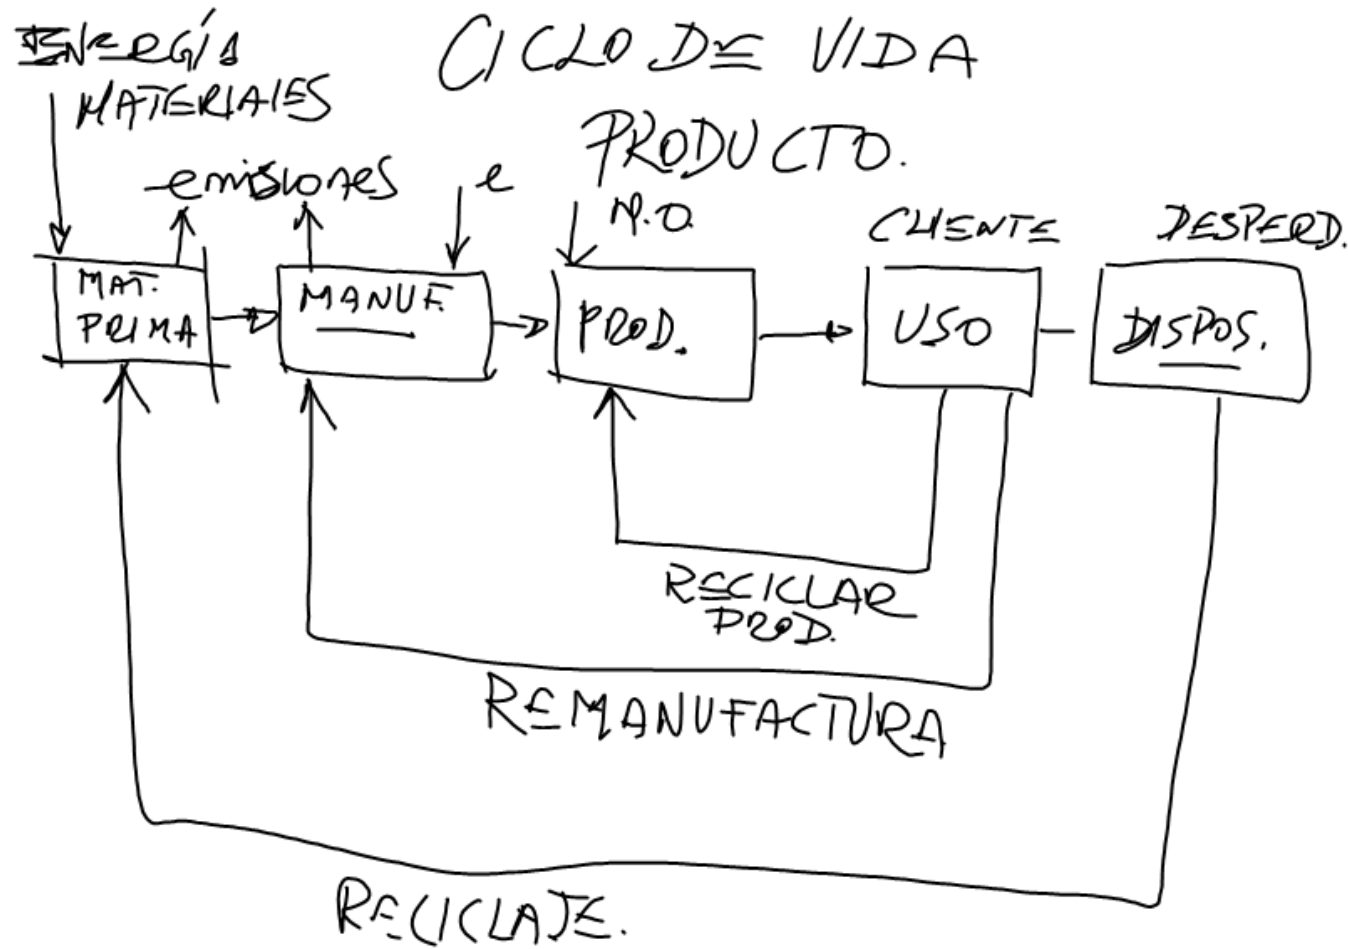 CICLO DE VIDA
PRODUCTO.
ENERGÍA
MATERIALES
emisiones
e
M.O.
CLIENTE
DESPERD.
MAT.
PRIMA
MANUF.
PROD.
USO
DISPOS.
RECICLAR
PROD.
REMANUFACTURA
RECICLAJE.